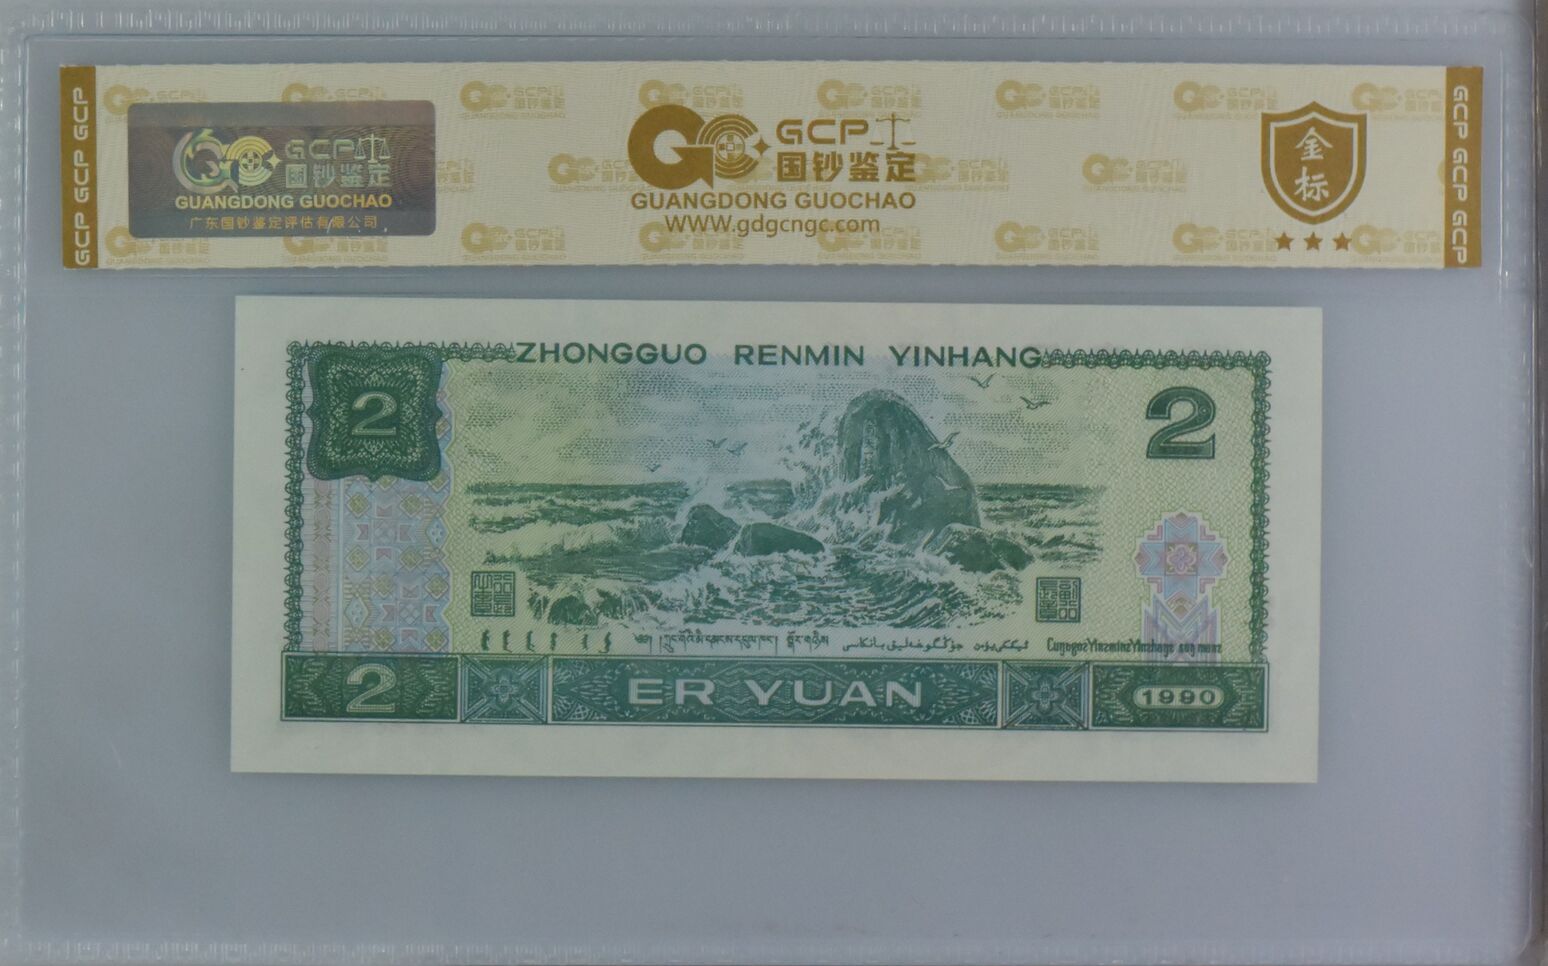 GCP GCP GCP
GCP
国钞鉴定
GUANGDONG GUOCHAO
广东国钞鉴定评估有限公司
GCP
国钞鉴定
GUANGDONG GUOCHAO
WWW.gdgcngc.com
金标
GCP GCP GCP
ZHONGGUO RENMIN YINHANG
2
2
2
ER YUAN
1990